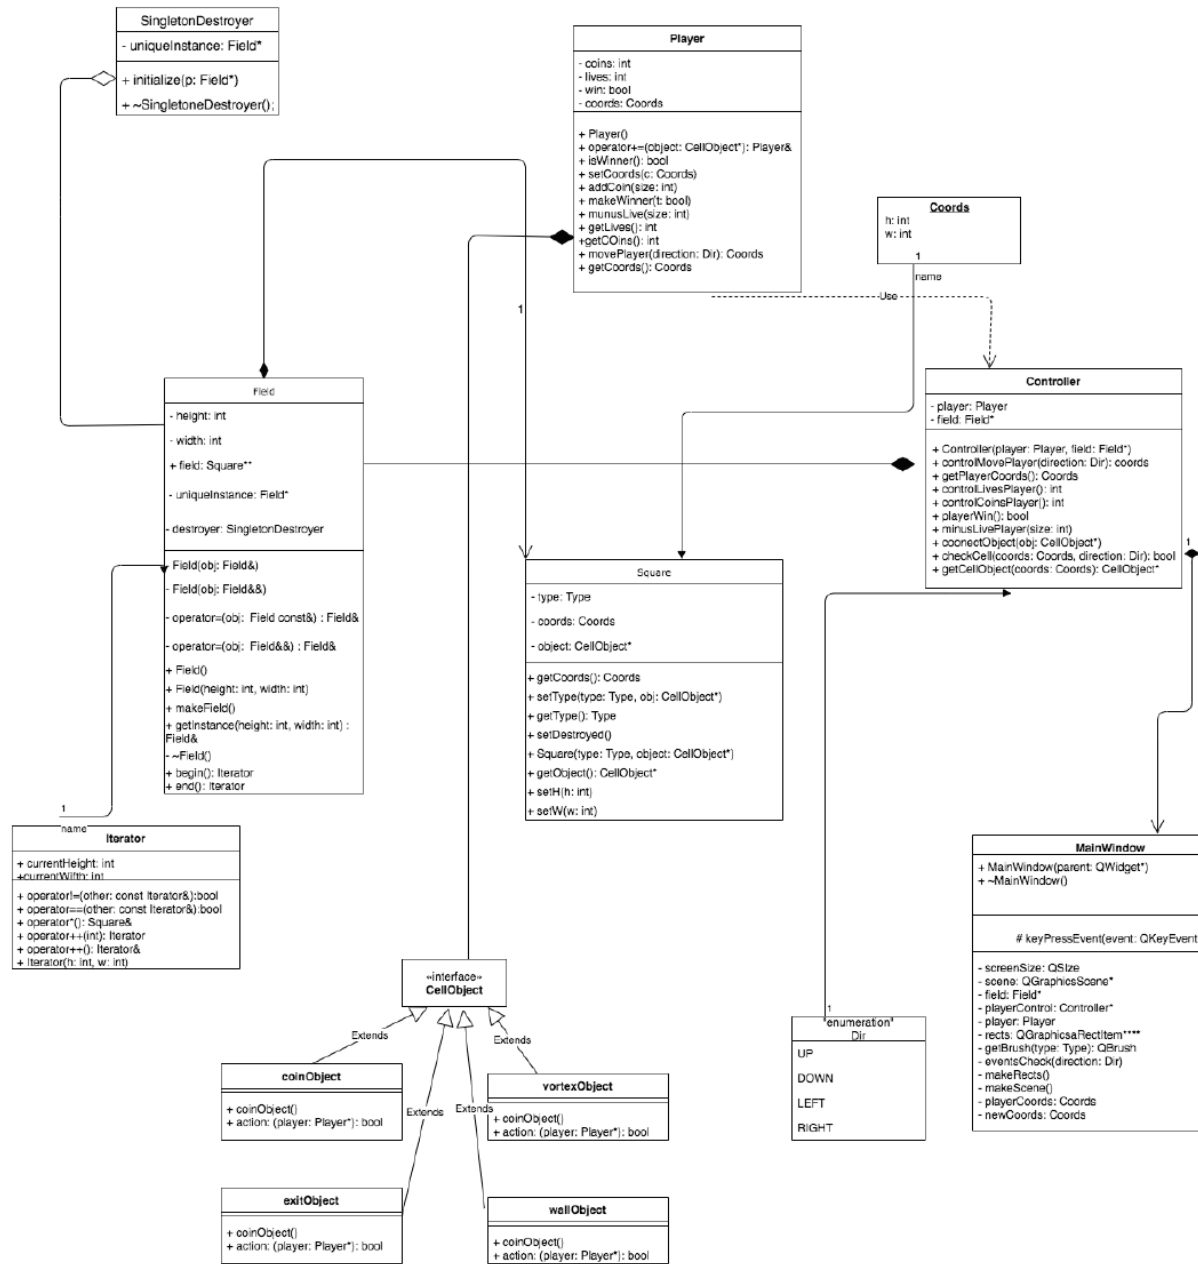 SingletonDestroyer
- uniqueInstance: Field*
+ initialize(p: Field*)
+ ~SingletoneDestroyer();
Player
- coins: int
- lives: int
- win: bool
- coords: Coords
+ Player()
+ operator+=(object: CellObject*): Player&
+ isWinner(): bool
+ setCoords(c: Coords)
+ addCoin(size: int)
+ makeWinner(t: bool)
+ munusLive(size: int)
+ getLives(): int
+getCOins(): int
+ movePlayer(direction: Dir): Coords
+ getCoords(): Coords
Coords
h: int
w: int
1
name
Use
1
Field
- height: int
- width: int
+ field: Square**
- uniqueInstance: Field*
- destroyer: SingletonDestroyer
- Field(obj: Field&)
- Field(obj: Field&&)
- operator=(obj: Field const&) : Field&
- operator=(obj: Field&&) : Field&
+ Field()
+ Field(height: int, width: int)
+ makeField()
+ getInstance(height: int, width: int) :
Field&
- ~Field()
+ begin(): Iterator
+ end(): Iterator
Controller
- player: Player
- field: Field*
+ Controller(player: Player, field: Field*)
+ controlMovePlayer(direction: Dir): coords
+ getPlayerCoords(): Coords
+ controlLivesPlayer(): int
+ controlCoinsPlayer(): int
+ playerWin(): bool
+ minusLivePlayer(size: int)
+ coonectObject(obj: CellObject*)
+ checkCell(coords: Coords, direction: Dir): bool
+ getCellObject(coords: Coords): CellObject*
1
Square
- type: Type
- coords: Coords
- object: CellObject*
+ getCoords(): Coords
+ setType(type: Type, obj: CellObject*)
+ getType(): Type
+ setDestroyed()
+ Square(type: Type, object: CellObject*)
+ getObject(): CellObject*
+ setH(h: int)
+ setW(w: int)
1
name
Iterator
+ currentHeight: int
+currentWifth: int
+ operator!=(other: const Iterator&):bool
+ operator==(other: const Iterator&):bool
+ operator*(): Square&
+ operator++(int): Iterator
+ operator++(): Iterator&
+ Iterator(h: int, w: int)
MainWindow
+ MainWindow(parent: QWidget*)
+ ~MainWindow()
# keyPressEvent(event: QKeyEvent
- screenSize: QSIze
- scene: QGraphicsScene*
- field: Field*
- playerControl: Controller*
- player: Player
- rects: QGraphicsaRectItem****
- getBrush(type: Type): QBrush
- eventsCheck(direction: Dir)
- makeRects()
- makeScene()
- playerCoords: Coords
- newCoords: Coords
«interface»
CellObject
Extends
Extends
Extends
Extends
1
"enumeration"
Dir
UP
DOWN
LEFT
RIGHT
coinObject
+ coinObject()
+ action: (player: Player*): bool
vortexObject
+ coinObject()
+ action: (player: Player*): bool
exitObject
+ coinObject()
+ action: (player: Player*): bool
wallObject
+ coinObject()
+ action: (player: Player*): bool